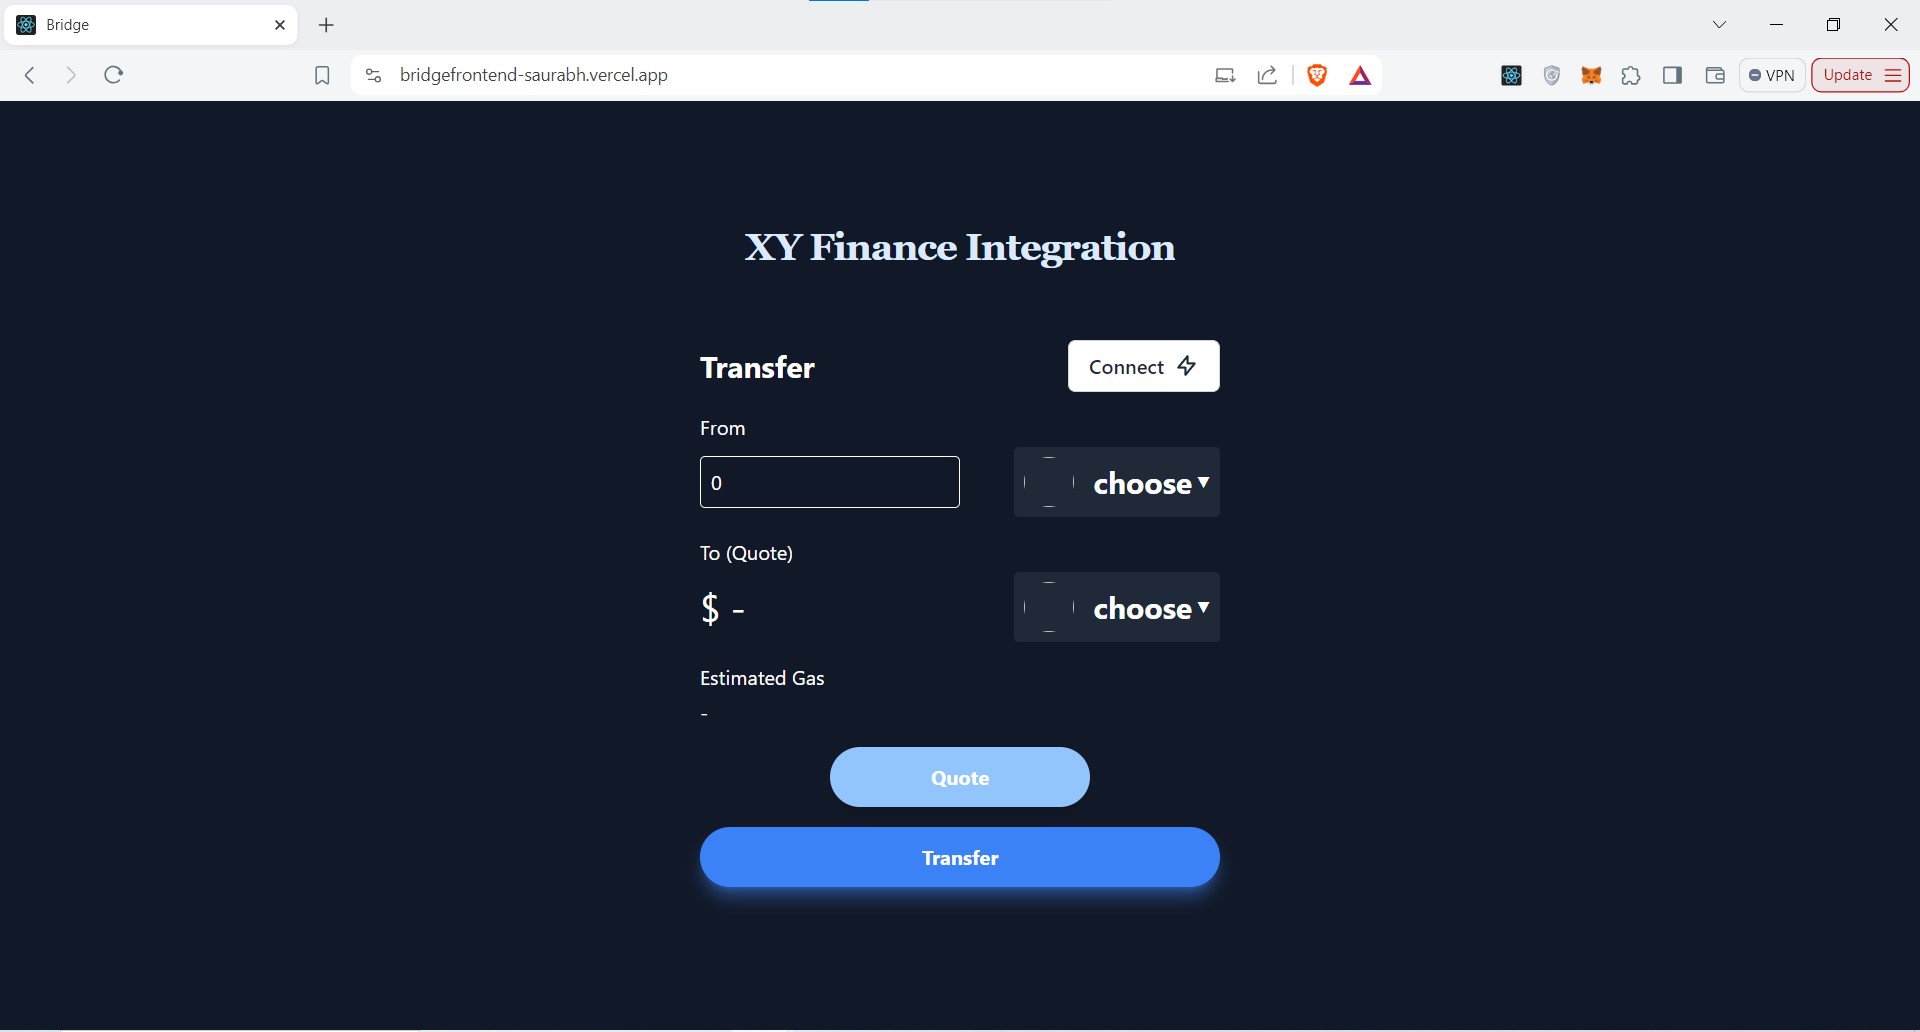 Bridge
bridgefrontend-saurabh.vercel.app
VPN
Update
XY Finance Integration
Transfer
Connect
From
0
choose
To (Quote)
$ -
choose
Estimated Gas
-
Quote
Transfer